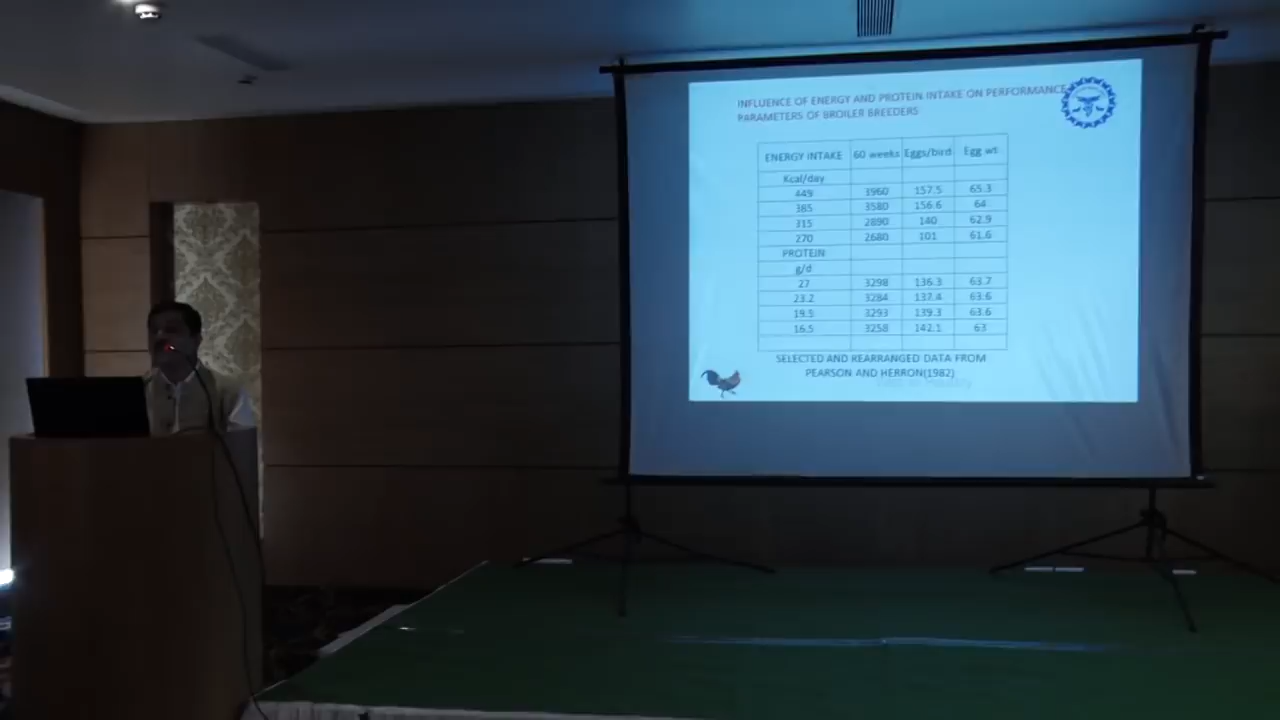 INFLUENCE OF ENERGY AND PROTEIN INTAKE ON PERFORMANCE
PARAMETERS OF BROILER BREEDERS
ENERGY INTAKE 60 weeks Eggs/bird Egg wt
Kcal/day
449 3960 157.5 65.3
385 3580 156.6 64
315 2890 140 62.9
270 2680 101 61.6
PROTEIN
g/d
27 3298 136.3 63.7
23.2 3284 137.4 63.6
19.5 3293 139.3 63.6
16.5 3258 142.1 63
SELECTED AND REARRANGED DATA FROM
PEARSON AND HERRON(1982)